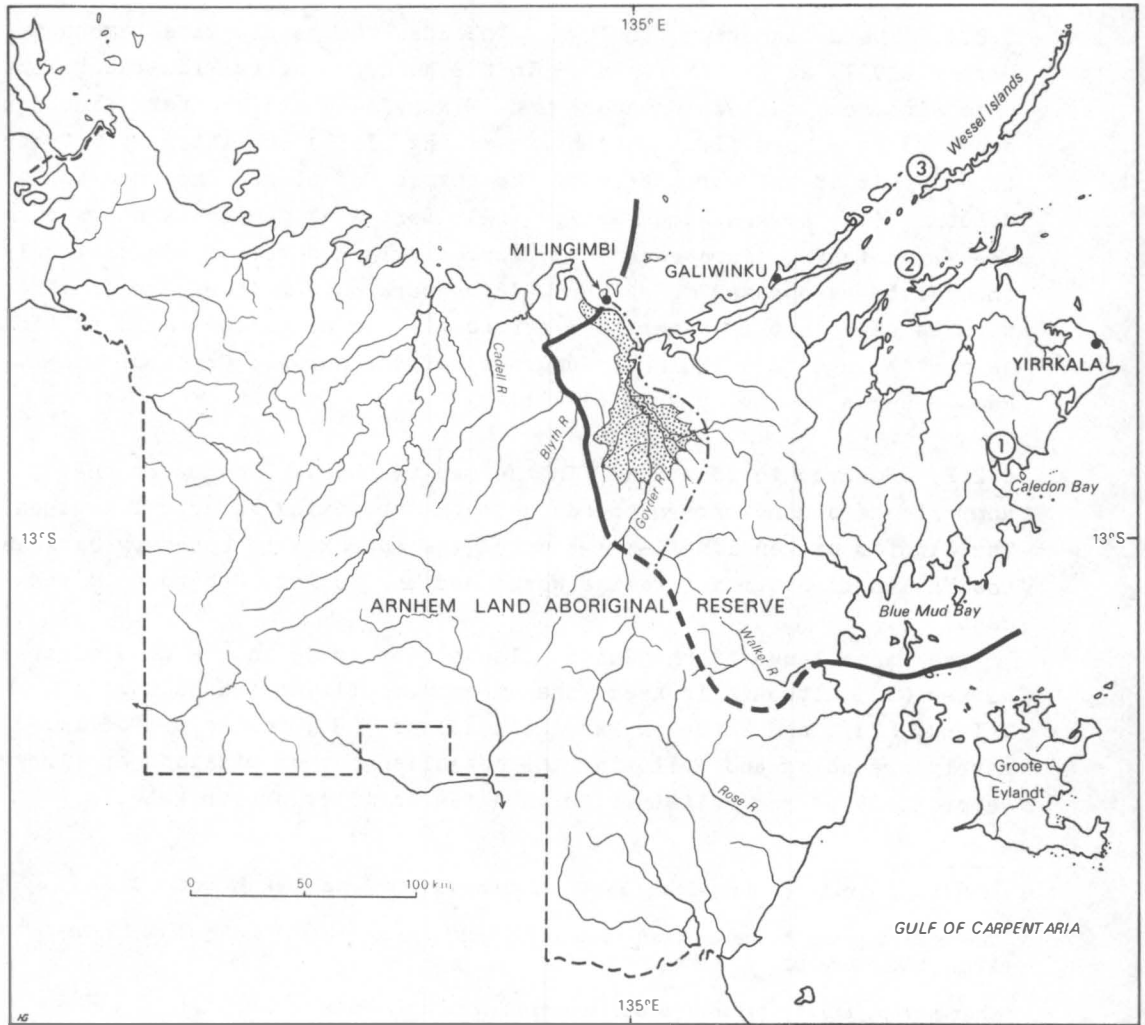 135° E
Wessel Islands
3
MILINGIMBI
GALIWINKU
2
Cadell R
YIRRKALA
Blyth R
1
Caledon Bay
Goyder R
13° S
13° S
ARNHEM LAND ABORIGINAL RESERVE
Blue Mud Bay
Walker R
Groote
Eylandt
Rose R
0 50 100 km
GULF OF CARPENTARIA
135° E
HG